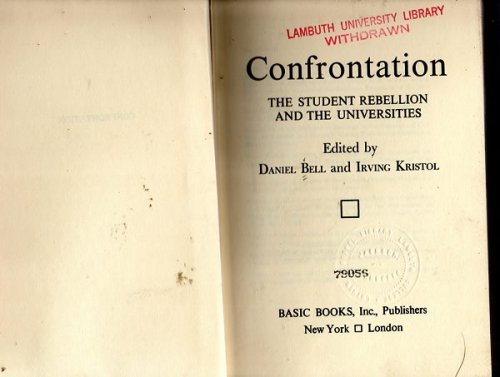 LAMBUTH UNIVERSITY LIBRARY
WITHDRAWN
Confrontation
THE STUDENT REBELLION
AND THE UNIVERSITIES
Edited by
DANIEL BELL and IRVING KRISTOL
79056
BASIC BOOKS, Inc., Publishers
New York □ London